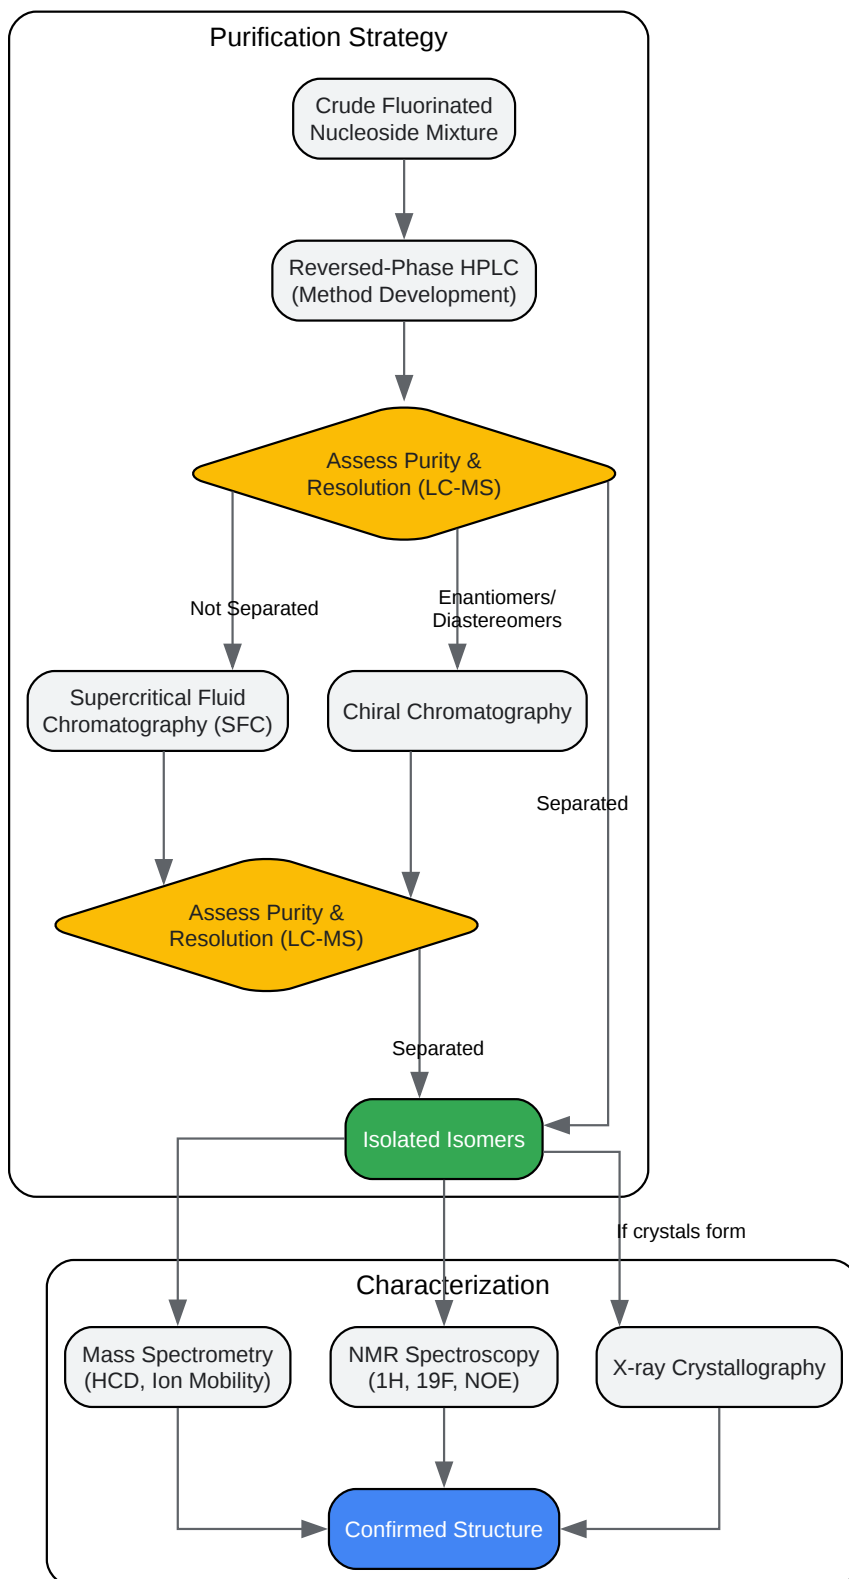 Purification Strategy
Crude Fluorinated
Nucleoside Mixture
Reversed-Phase HPLC
(Method Development)
Assess Purity &
Resolution (LC-MS)
Not Separated
Enantiomers/
Diastereomers
Supercritical Fluid
Chromatography (SFC)
Chiral Chromatography
Separated
Assess Purity &
Resolution (LC-MS)
Separated
Isolated Isomers
If crystals form
Characterization
Mass Spectrometry
(HCD, Ion Mobility)
NMR Spectroscopy
(1H, 19F, NOE)
X-ray Crystallography
Confirmed Structure